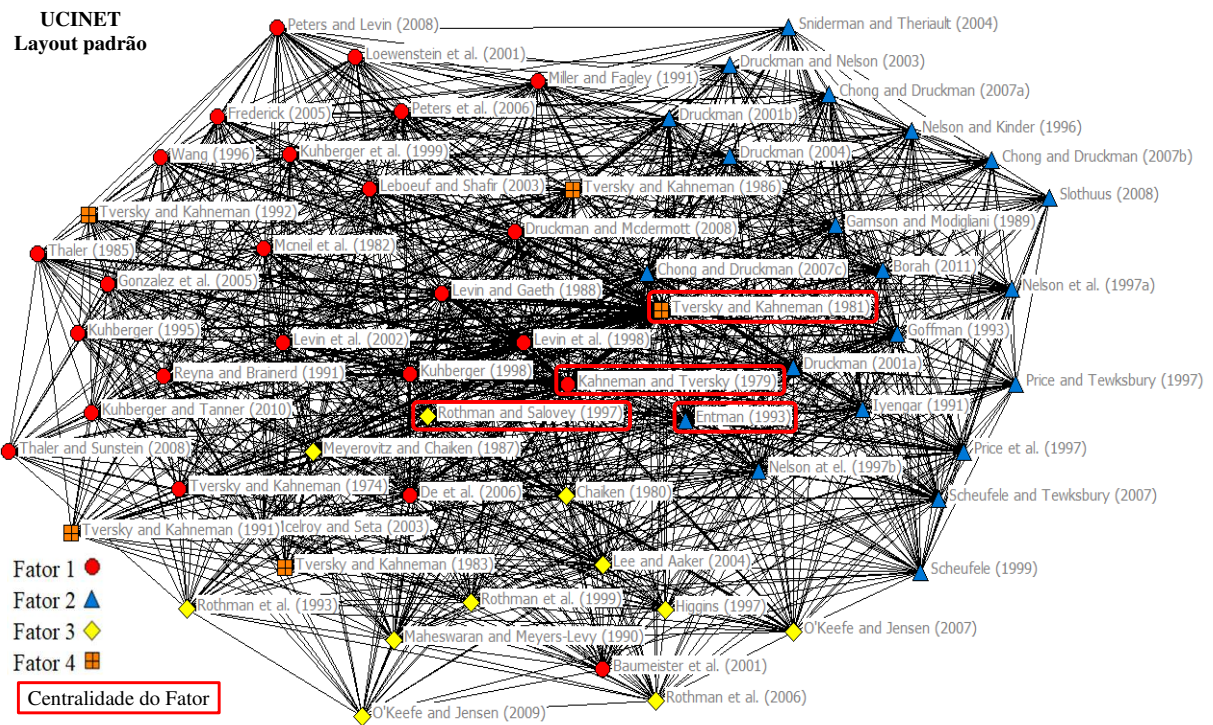 UCINET
Layout padrão
Peters and Levin (2008)
Sniderman and Theriault (2004)
Loewenstein et al. (2001)
Druckman and Nelson (2003)
Miller and Fagley (1991)
Chong and Druckman (2007a)
Frederick (2005)
Peters et al. (2006)
Druckman (2001b)
Nelson and Kinder (1996)
Wang (1996)
Kuhberger et al. (1999)
Druckman (2004)
Chong and Druckman (2007b)
Leboeuf and Shafir (2003)
Tversky and Kahneman (1986)
Slothuus (2008)
Tversky and Kahneman (1992)
Druckman and Mcdermott (2008)
Gamson and Modigliani (1989)
Thaler (1985)
Mcneil et al. (1982)
Chong and Druckman (2007c)
Borah (2011)
Gonzalez et al. (2005)
Levin and Gaeth (1988)
Nelson et al. (1997a)
Tversky and Kahneman (1981)
Kuhberger (1995)
Levin et al. (2002)
Levin et al. (1998)
Goffman (1993)
Reyna and Brainerd (1991)
Kuhberger (1998)
Kahneman and Tversky (1979)
Druckman (2001a)
Price and Tewksbury (1997)
Kuhberger and Tanner (2010)
Rothman and Salovey (1997)
Entman (1993)
Iyengar (1991)
Thaler and Sunstein (2008)
Meyerovitz and Chaiken (1987)
Price et al. (1997)
Nelson at el. (1997b)
Tversky and Kahneman (1974)
De et al. (2006)
Chaiken (1980)
Scheufele and Tewksbury (2007)
Tversky and Kahneman (1991)
celroy and Seta (2003)
Tversky and Kahneman (1983)
Lee and Aaker (2004)
Scheufele (1999)
Fator 1
Fator 2
Rothman et al. (1993)
Rothman et al. (1999)
Higgins (1997)
Fator 3
Maheswaran and Meyers-Levy (1990)
O'Keefe and Jensen (2007)
Fator 4
Baumeister et al. (2001)
Centralidade do Fator
Rothman et al. (2006)
O'Keefe and Jensen (2009)